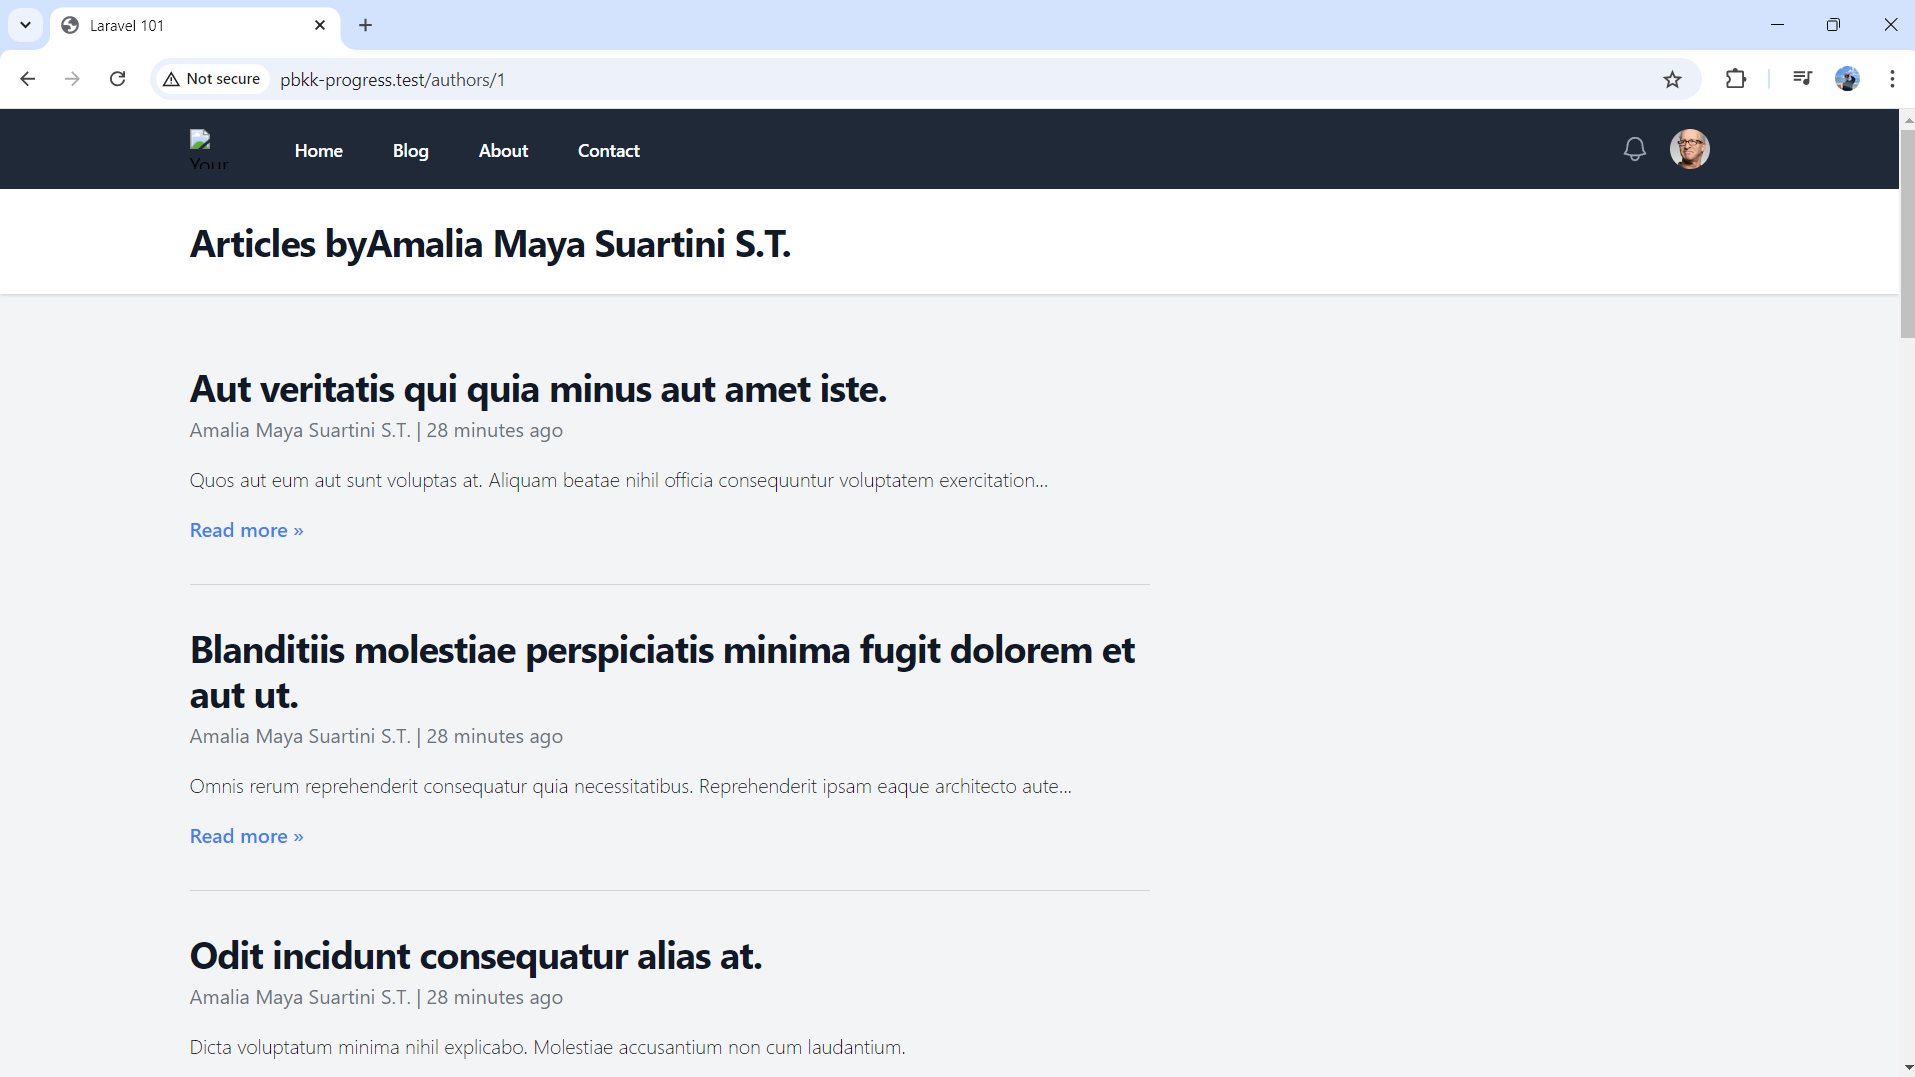 Laravel 101
Not secure
pbkk-progress.test/authors/1
Your
Home
Blog
About
Contact
Articles byAmalia Maya Suartini S.T.
Aut veritatis qui quia minus aut amet iste.
Amalia Maya Suartini S.T. | 28 minutes ago
Quos aut eum aut sunt voluptas at. Aliquam beatae nihil officia consequuntur voluptatem exercitation...
Read more »
Blanditiis molestiae perspiciatis minima fugit dolorem et
aut ut.
Amalia Maya Suartini S.T. | 28 minutes ago
Omnis rerum reprehenderit consequatur quia necessitatibus. Reprehenderit ipsam eaque architecto aute...
Read more »
Odit incidunt consequatur alias at.
Amalia Maya Suartini S.T. | 28 minutes ago
Dicta voluptatum minima nihil explicabo. Molestiae accusantium non cum laudantium.